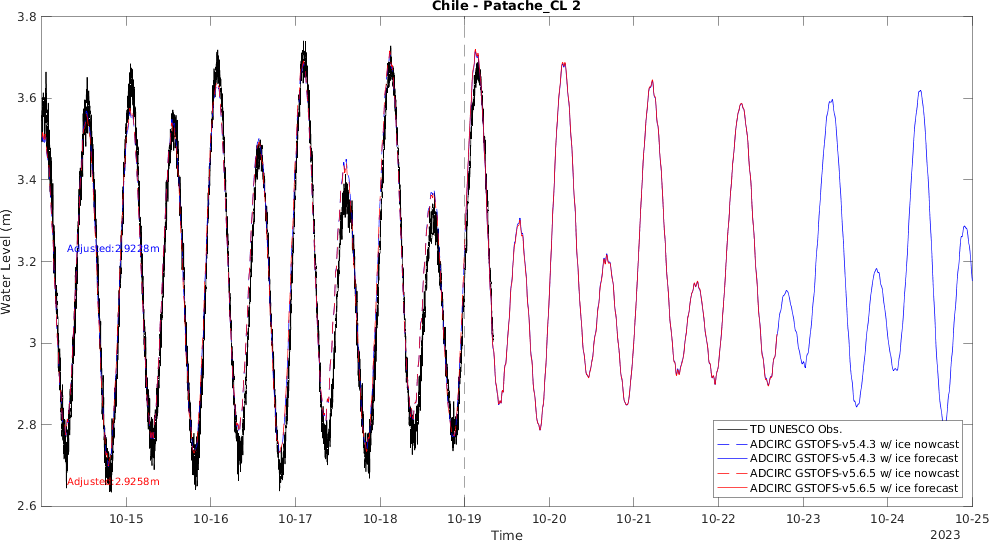 Chile - Patache_CL 2
3.8
3.6
3.4
3.2
3
2.8
2.6
Water Level (m)
Adjusted:2.9228m
Adjusted:2.9258m
TD UNESCO Obs.
ADCIRC GSTOFS-v5.4.3 w/ ice nowcast
ADCIRC GSTOFS-v5.4.3 w/ ice forecast
ADCIRC GSTOFS-v5.6.5 w/ ice nowcast
ADCIRC GSTOFS-v5.6.5 w/ ice forecast
10-15 10-16 10-17 10-18 10-19 10-20 10-21 10-22 10-23 10-24 10-25
Time
2023